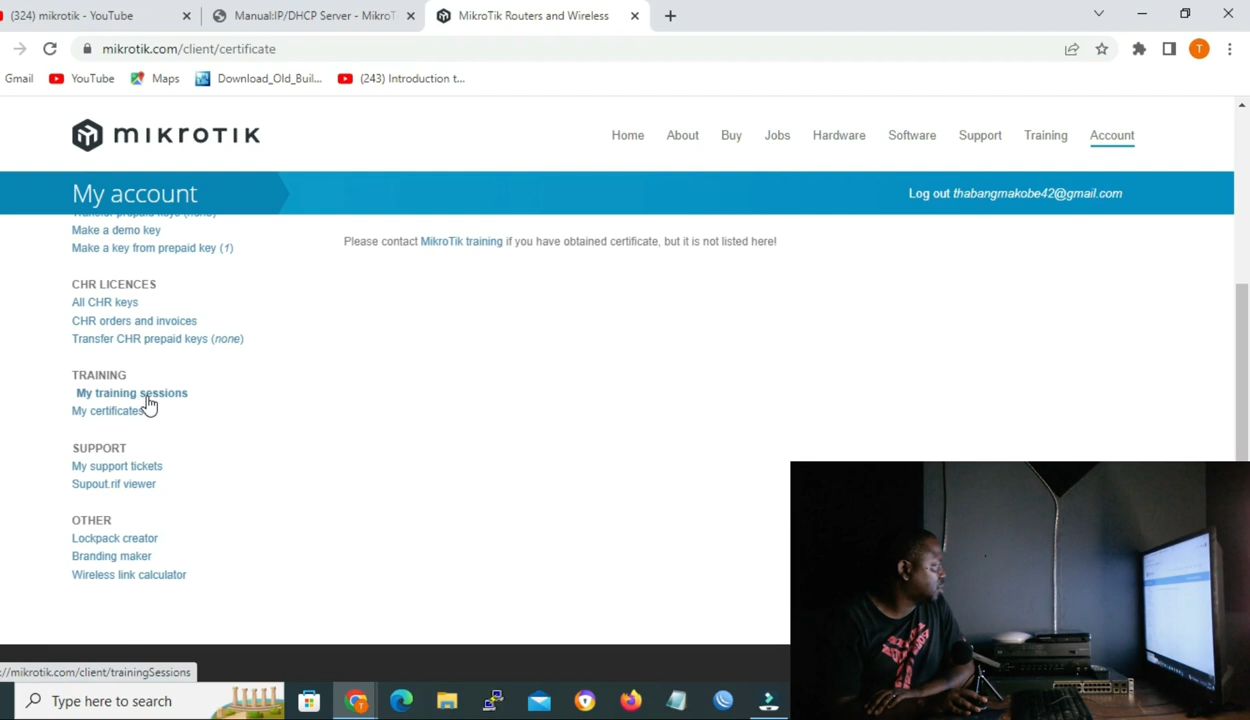 (324) mikrotik - YouTube
Manual:IP/DHCP Server - MikroTi
MikroTik Routers and Wireless
mikrotik.com/client/certificate
T
Gmail
YouTube
Maps
Download_Old_Buil...
(243) Introduction t...
mikrotik
Home
About
Buy
Jobs
Hardware
Software
Support
Training
Account
My account
Log out thabangmakobe42@gmail.com
Transfer prepaid keys (none)
Make a demo key
Make a key from prepaid key (1)
Please contact MikroTik training if you have obtained certificate, but it is not listed here!
CHR LICENCES
All CHR keys
CHR orders and invoices
Transfer CHR prepaid keys (none)
TRAINING
My training sessions
My certificates
SUPPORT
My support tickets
Supout.rif viewer
OTHER
Lockpack creator
Branding maker
Wireless link calculator
://mikrotik.com/client/trainingSessions
Type here to search